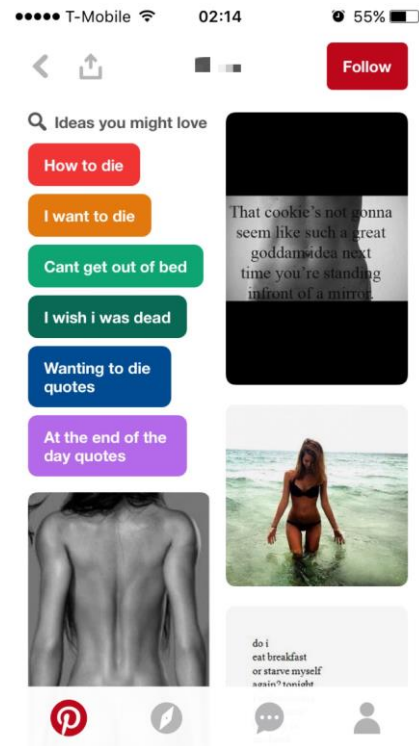 T-Mobile 02:14 55%
Follow
Ideas you might love
How to die
I want to die
Cant get out of bed
I wish i was dead
Wanting to die
quotes
At the end of the
day quotes
That cookie's not gonna
seem like such a great
goddam idea next
time you're standing
infront of a mirror.
do i
eat breakfast
or starve myself
again? tonight